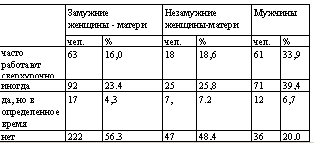 Замужние женщины - матери
Незамужние женщины-матери
Мужчины
чел. % чел. % чел. %
часто работают сверхурочно 63 16,0 18 18,6 61 33,9
иногда 92 23.4 25 25,8 71 39,4
да, но в определенное время 17 4,3 7, 7.2 12 6,7
нет 222 56.3 47 48.4 36 20.0